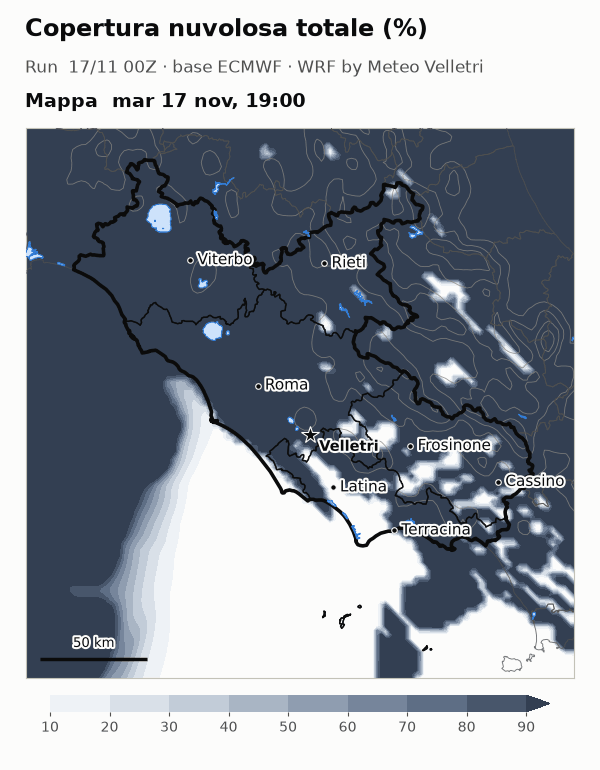 Copertura nuvolosa totale (%)
Run  17/11 00Z · base ECMWF · WRF by Meteo Velletri
Mappa  mar 17 nov, 19:00
Viterbo
Rieti
Roma
Velletri
Frosinone
Cassino
Latina
Terracina
50 km
10 20 30 40 50 60 70 80 90